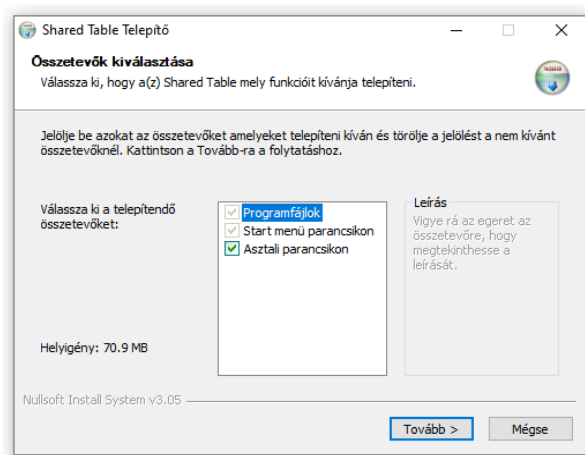 Shared Table Telepítő
Összetevők kiválasztása
Válassza ki, hogy a(z) Shared Table mely funkcióit kívánja telepíteni.
Jelölje be azokat az összetevőket amelyeket telepíteni kíván és törölje a jelölést a nem kívánt
összetevőknél. Kattintson a Tovább-ra a folytatáshoz.
Válassza ki a telepítendő
összetevőket:
Programfájlok
Start menü parancsikon
Asztali parancsikon
Leírás
Vigye rá az egeret az
összetevőre, hogy
megtekinthesse a
leírását.
Helyigény: 70.9 MB
Nullsoft Install System v3.05
Tovább >
Mégse